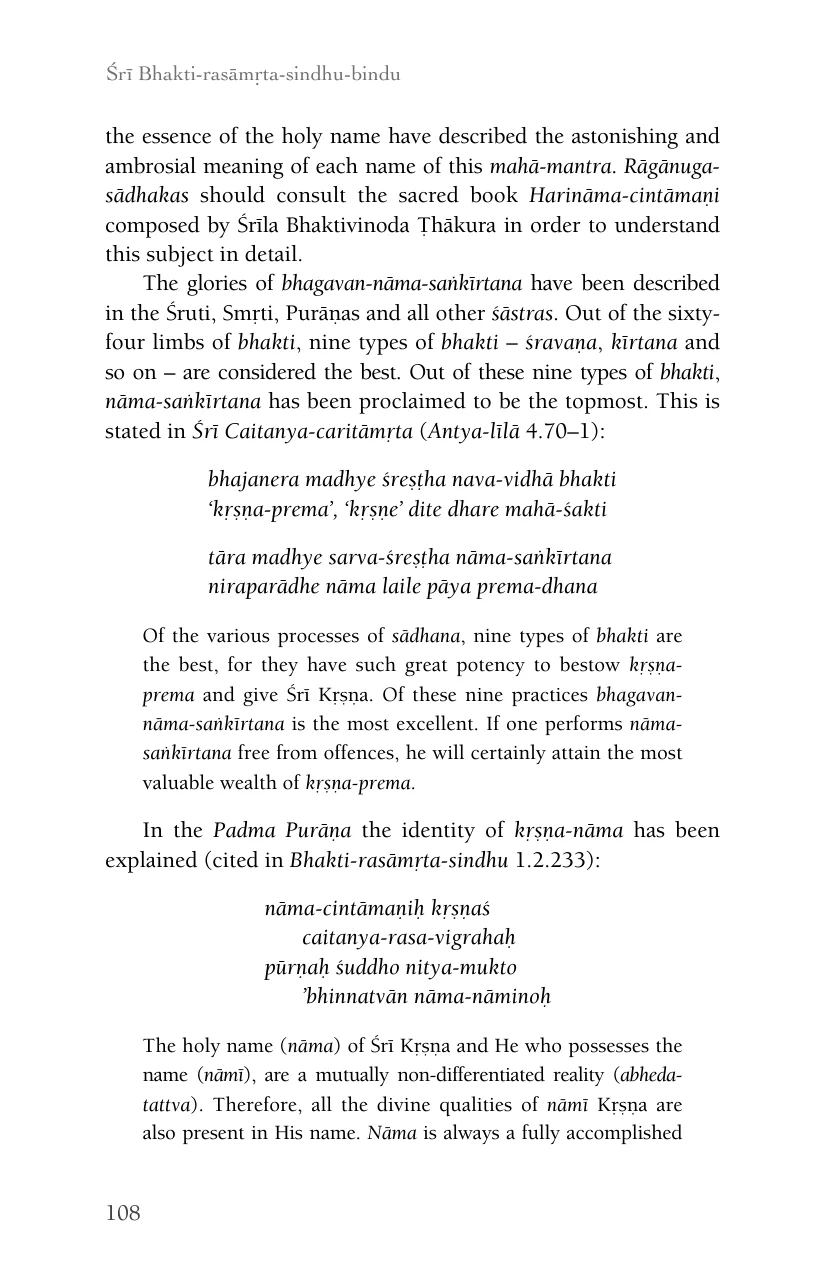 Śrī Bhakti-rasāmṛta-sindhu-bindu
the essence of the holy name have described the astonishing and
ambrosial meaning of each name of this mahā-mantra. Rāgānuga-
sādhakas should consult the sacred book Harināma-cintāmaṇi
composed by Śrīla Bhaktivinoda Ṭhākura in order to understand
this subject in detail.
The glories of bhagavan-nāma-saṅkīrtana have been described
in the Śruti, Smṛti, Purāṇas and all other śāstras. Out of the sixty-
four limbs of bhakti, nine types of bhakti – śravaṇa, kīrtana and
so on – are considered the best. Out of these nine types of bhakti,
nāma-saṅkīrtana has been proclaimed to be the topmost. This is
stated in Śrī Caitanya-caritāmṛta (Antya-līlā 4.70–1):
bhajanera madhye śreṣṭha nava-vidhā bhakti
‘kṛṣṇa-prema’, ‘kṛṣṇe’ dite dhare mahā-śakti
tāra madhye sarva-śreṣṭha nāma-saṅkīrtana
niraparādhe nāma laile pāya prema-dhana
Of the various processes of sādhana, nine types of bhakti are
the best, for they have such great potency to bestow kṛṣṇa-
prema and give Śrī Kṛṣṇa. Of these nine practices bhagavan-
nāma-saṅkīrtana is the most excellent. If one performs nāma-
saṅkīrtana free from offences, he will certainly attain the most
valuable wealth of kṛṣṇa-prema.
In the Padma Purāṇa the identity of kṛṣṇa-nāma has been
explained (cited in Bhakti-rasāmṛta-sindhu 1.2.233):
nāma-cintāmaṇiḥ kṛṣṇaś
caitanya-rasa-vigrahaḥ
pūrṇaḥ śuddho nitya-mukto
’bhinnatvān nāma-nāminoḥ
The holy name (nāma) of Śrī Kṛṣṇa and He who possesses the
name (nāmī), are a mutually non-differentiated reality (abheda-
tattva). Therefore, all the divine qualities of nāmī Kṛṣṇa are
also present in His name. Nāma is always a fully accomplished
108